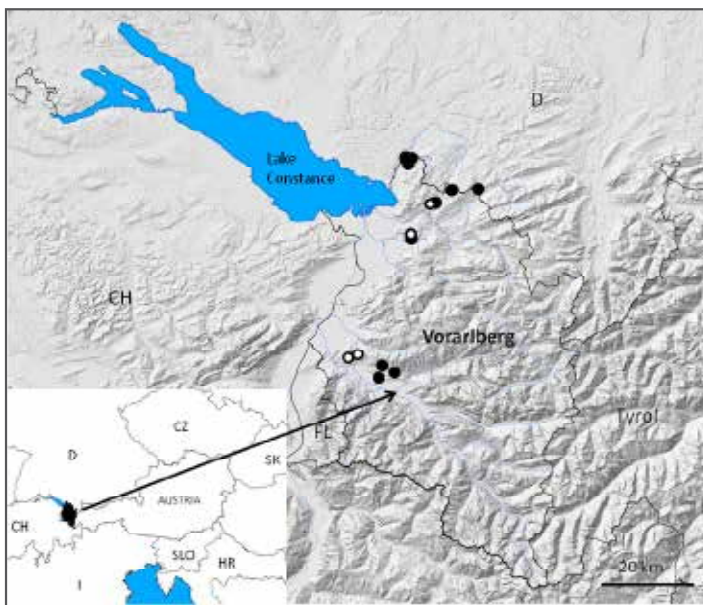 D
Lake
Constance
CH
Vorarlberg
FL
Tyrol
20 km
CZ
D
SK
AUSTRIA
CH
SLO
HR
I